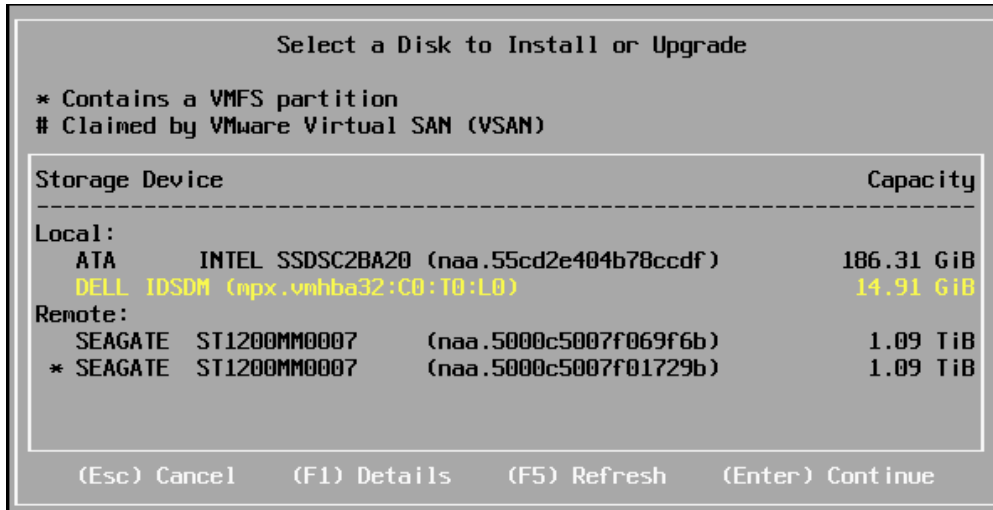 Select a Disk to Install or Upgrade
* Contains a VMFS partition
# Claimed by VMware Virtual SAN (VSAN)
Storage Device Capacity
--------------------------------------------------------------------------------
Local:
ATA INTEL SSDSC2BA20 (naa.55cd2e404b78ccdf) 186.31 GiB
DELL IDSDM (mpx.vmhba32:C0:T0:L0) 14.91 GiB
Remote:
SEAGATE ST1200MM0007 (naa.5000c5007f069f6b) 1.09 TiB
* SEAGATE ST1200MM0007 (naa.5000c5007f01729b) 1.09 TiB
(Esc) Cancel (F1) Details (F5) Refresh (Enter) Continue